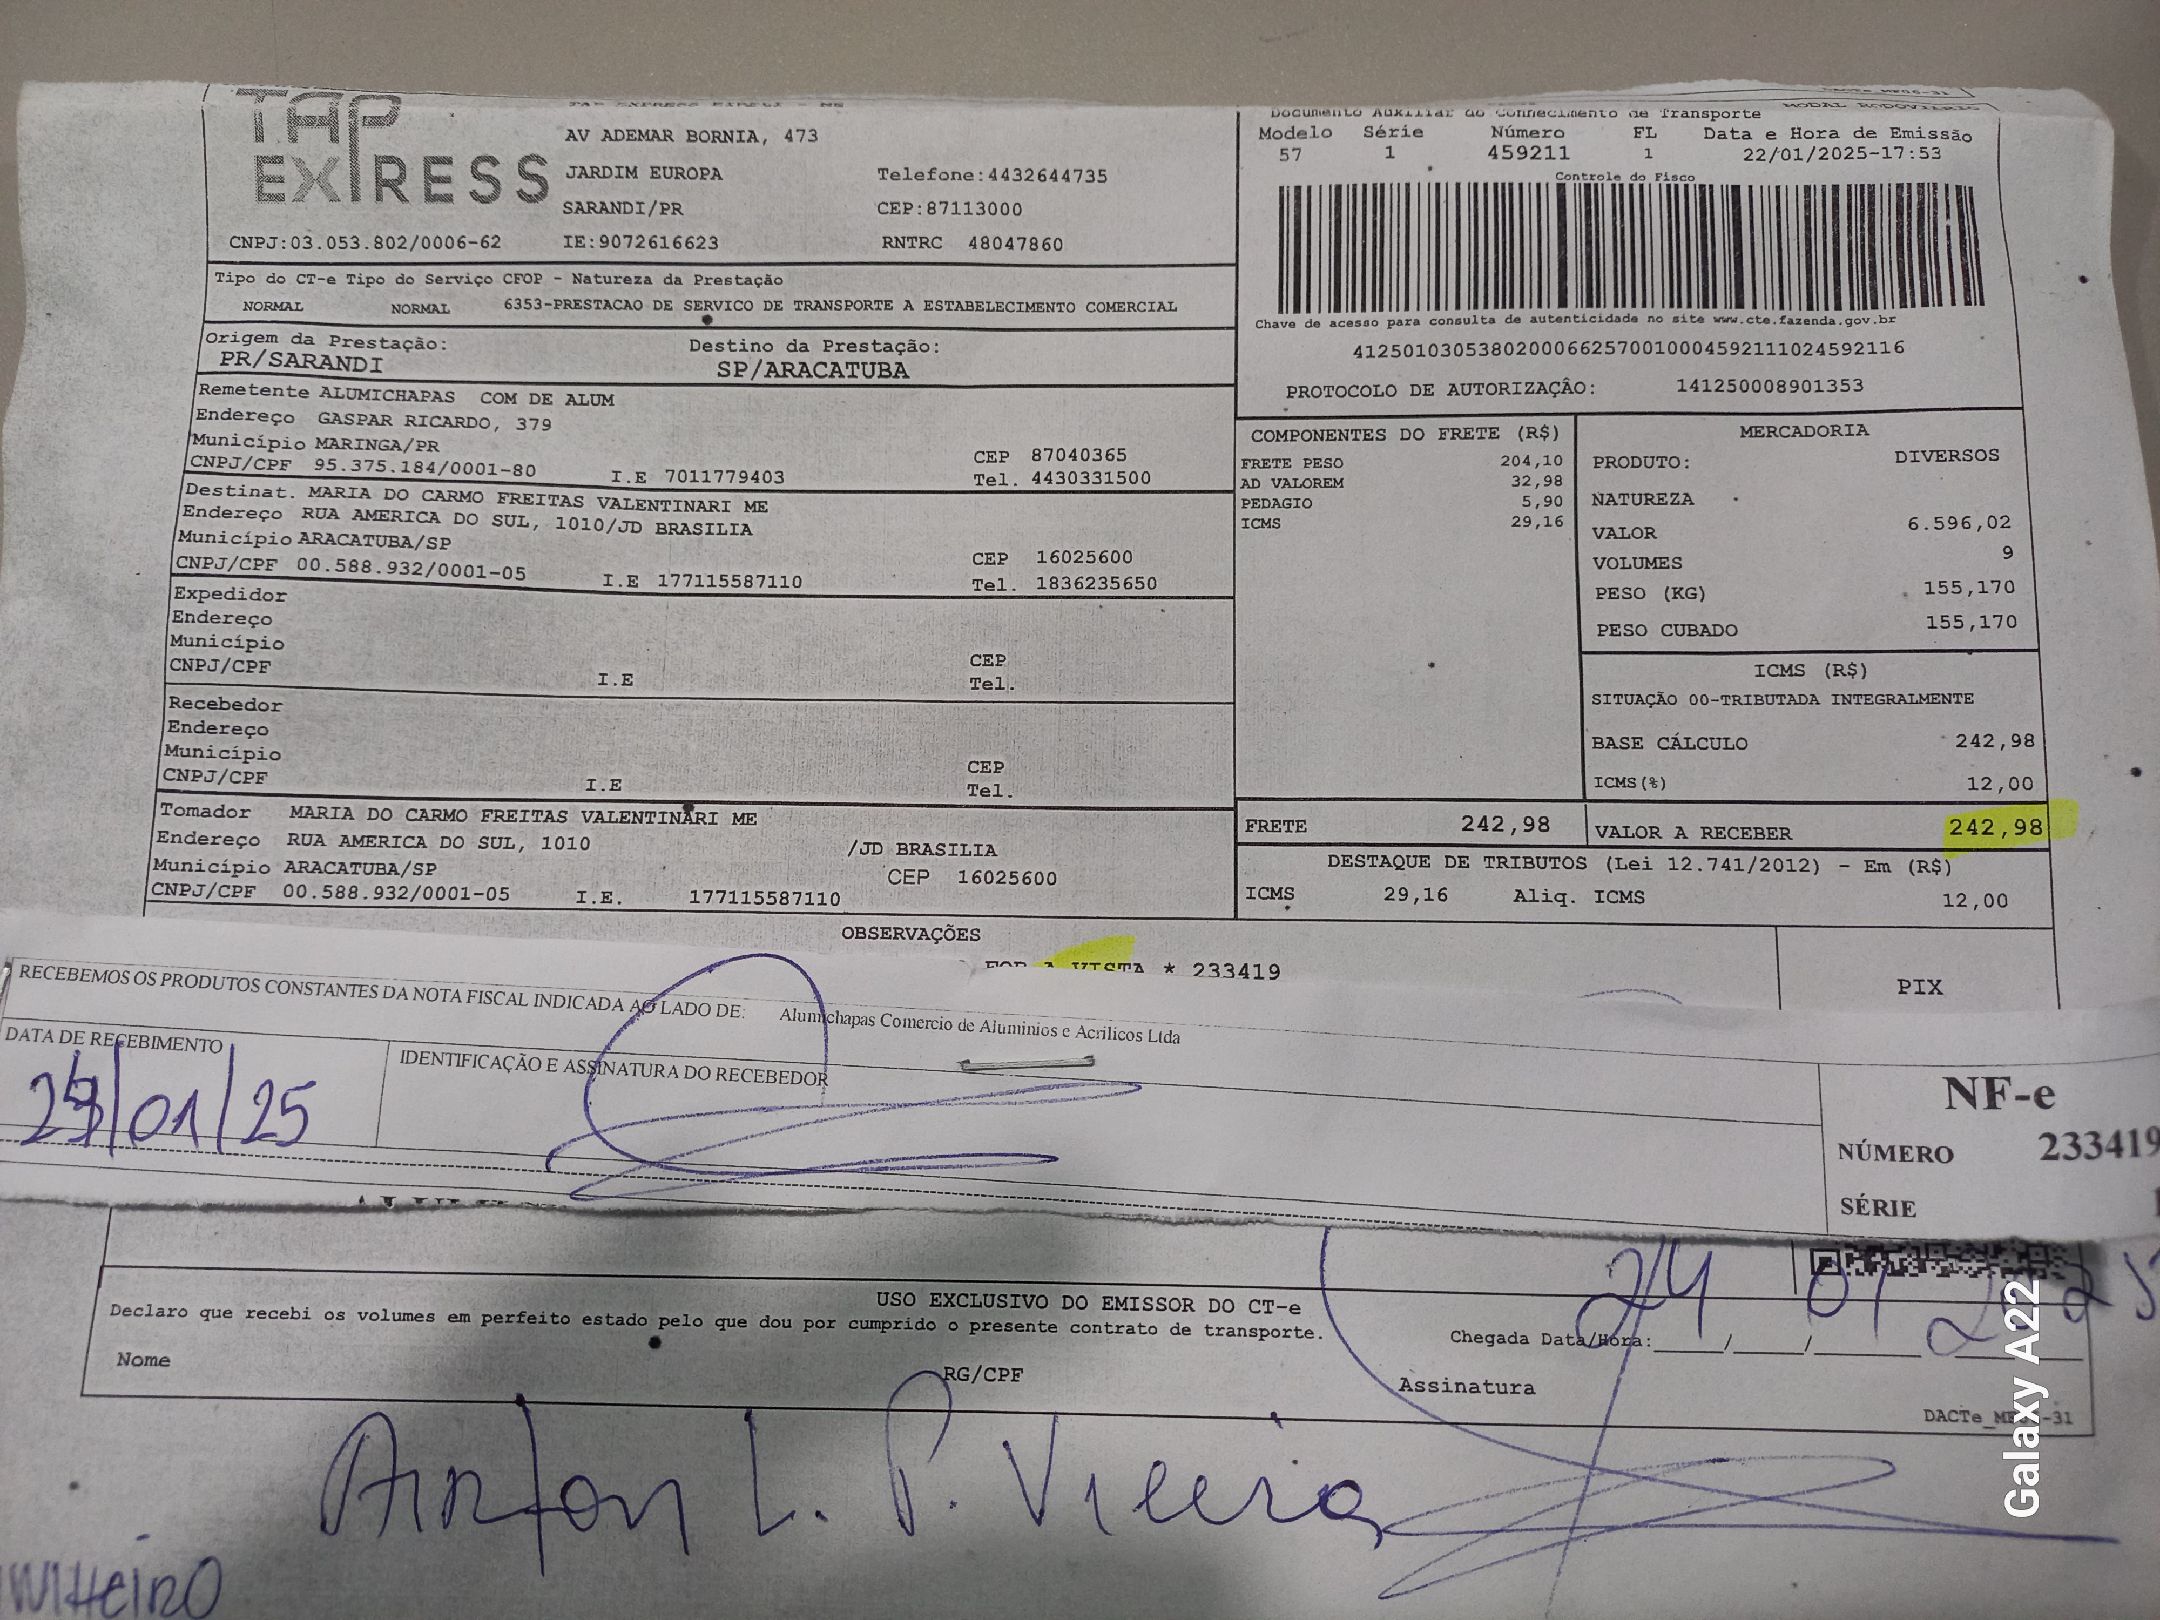 TAP
EXPRESS
AV ADEMAR BORNIA, 473
JARDIM EUROPA
Telefone:4432644735
SARANDI/PR
CEP:87113000
CNPJ:03.053.802/0006-62
IE:9072616623
RNTRC 48047860
Documento Auxiliar do Conhecimento de Transporte
MODAL RODOVIÁRIO
Modelo Série Número FL Data e Hora de Emissão
57 1 459211 1 22/01/2025-17:53
Controle do Fisco
Chave de acesso para consulta de autenticidade no site www.cte.fazenda.gov.br
41250103053802000662570010004592111024592116
PROTOCOLO DE AUTORIZAÇÃO: 141250008901353
Tipo do CT-e Tipo do Serviço CFOP - Natureza da Prestação
NORMAL NORMAL 6353-PRESTACAO DE SERVICO DE TRANSPORTE A ESTABELECIMENTO COMERCIAL
Origem da Prestação: Destino da Prestação:
PR/SARANDI SP/ARACATUBA
Remetente ALUMICHAPAS COM DE ALUM
Endereço GASPAR RICARDO, 379
Município MARINGA/PR CEP 87040365
CNPJ/CPF 95.375.184/0001-80 I.E 7011779403 Tel. 4430331500
Destinat. MARIA DO CARMO FREITAS VALENTINARI ME
Endereço RUA AMERICA DO SUL, 1010/JD BRASILIA
Município ARACATUBA/SP CEP 16025600
CNPJ/CPF 00.588.932/0001-05 I.E 177115587110 Tel. 1836235650
Expedidor
Endereço
Município CEP
CNPJ/CPF I.E Tel.
Recebedor
Endereço
Município CEP
CNPJ/CPF I.E Tel.
Tomador MARIA DO CARMO FREITAS VALENTINARI ME
Endereço RUA AMERICA DO SUL, 1010 /JD BRASILIA
Município ARACATUBA/SP CEP 16025600
CNPJ/CPF 00.588.932/0001-05 I.E. 177115587110
COMPONENTES DO FRETE (R$)
FRETE PESO 204,10
AD VALOREM 32,98
PEDAGIO 5,90
ICMS 29,16
MERCADORIA
PRODUTO: DIVERSOS
NATUREZA
VALOR 6.596,02
VOLUMES 9
PESO (KG) 155,170
PESO CUBADO 155,170
ICMS (R$)
SITUAÇÃO 00-TRIBUTADA INTEGRALMENTE
BASE CÁLCULO 242,98
ICMS(%) 12,00
FRETE 242,98 VALOR A RECEBER 242,98
DESTAQUE DE TRIBUTOS (Lei 12.741/2012) - Em (R$)
ICMS 29,16 Aliq. ICMS 12,00
OBSERVAÇÕES
FOB A VISTA * 233419
PIX
RECEBEMOS OS PRODUTOS CONSTANTES DA NOTA FISCAL INDICADA AO LADO DE: Alumichapas Comercio de Aluminios e Acrilicos Ltda
DATA DE RECEBIMENTO
IDENTIFICAÇÃO E ASSINATURA DO RECEBEDOR
/01/25
NF-e
NÚMERO 233419
SÉRIE
24 01
USO EXCLUSIVO DO EMISSOR DO CT-e
Declaro que recebi os volumes em perfeito estado pelo que dou por cumprido o presente contrato de transporte.
Chegada Data/Hora:____/____/______
Nome
RG/CPF
Assinatura
Airton L. P. Vieira
Galaxy A22